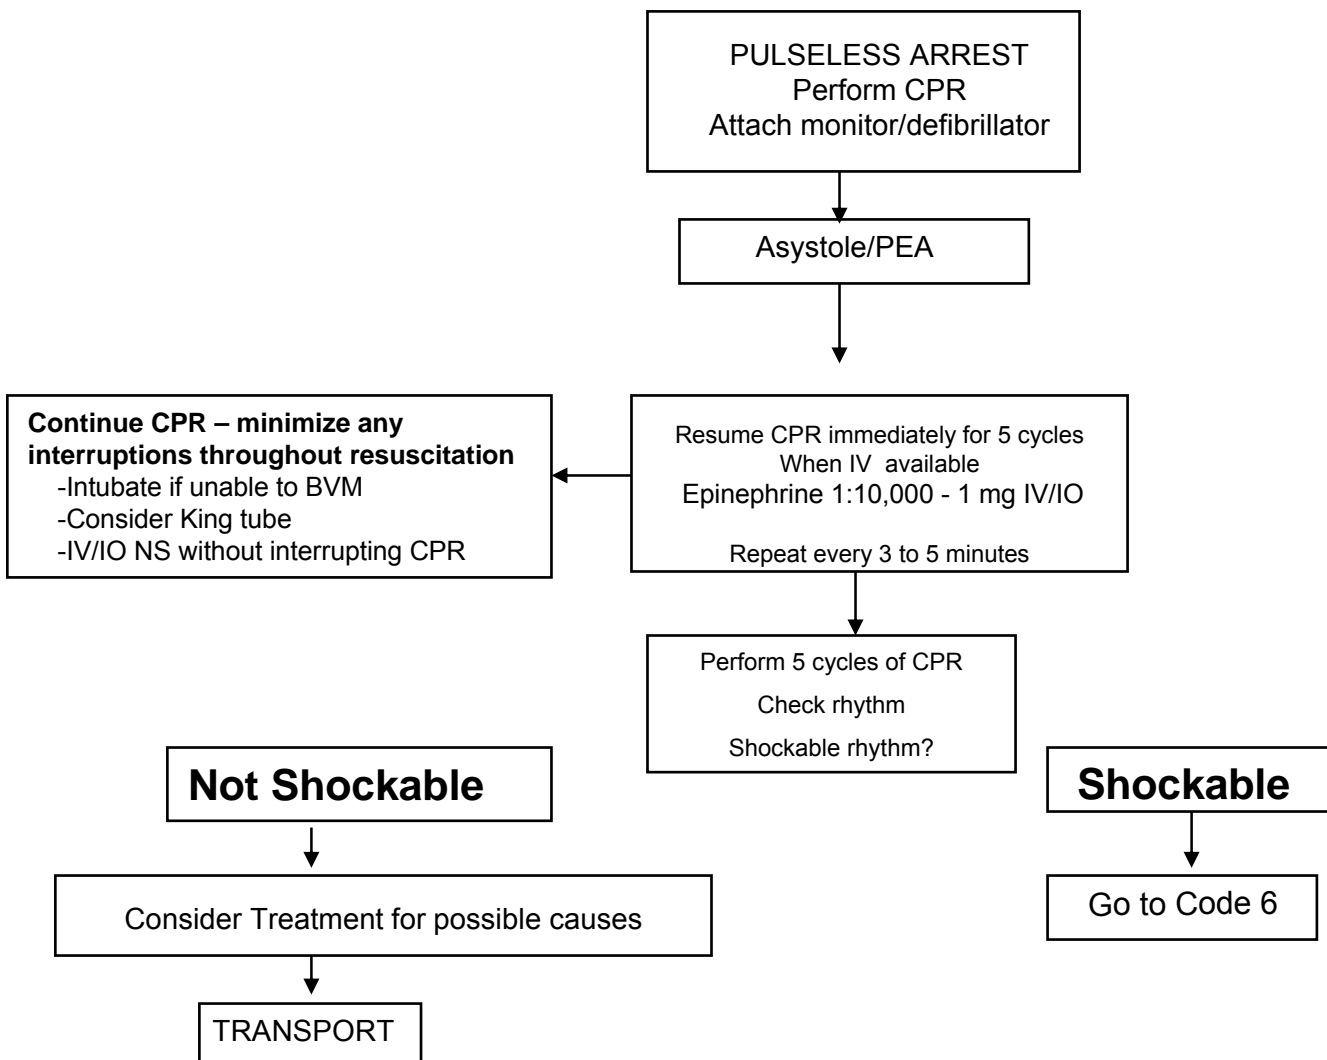 PULSELESS ARREST
Perform CPR
Attach monitor/defibrillator
Asystole/PEA
Continue CPR – minimize any
interruptions throughout resuscitation
-Intubate if unable to BVM
-Consider King tube
-IV/IO NS without interrupting CPR
Resume CPR immediately for 5 cycles
When IV available
Epinephrine 1:10,000 - 1 mg IV/IO
Repeat every 3 to 5 minutes
Perform 5 cycles of CPR
Check rhythm
Shockable rhythm?
Not Shockable
Shockable
Consider Treatment for possible causes
Go to Code 6
TRANSPORT